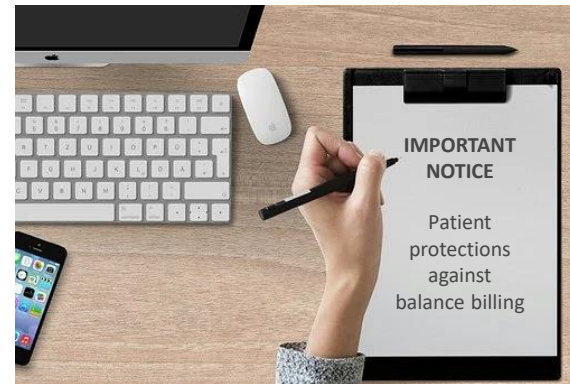 IMPORTANT
NOTICE
Patient
protections
against
balance billing